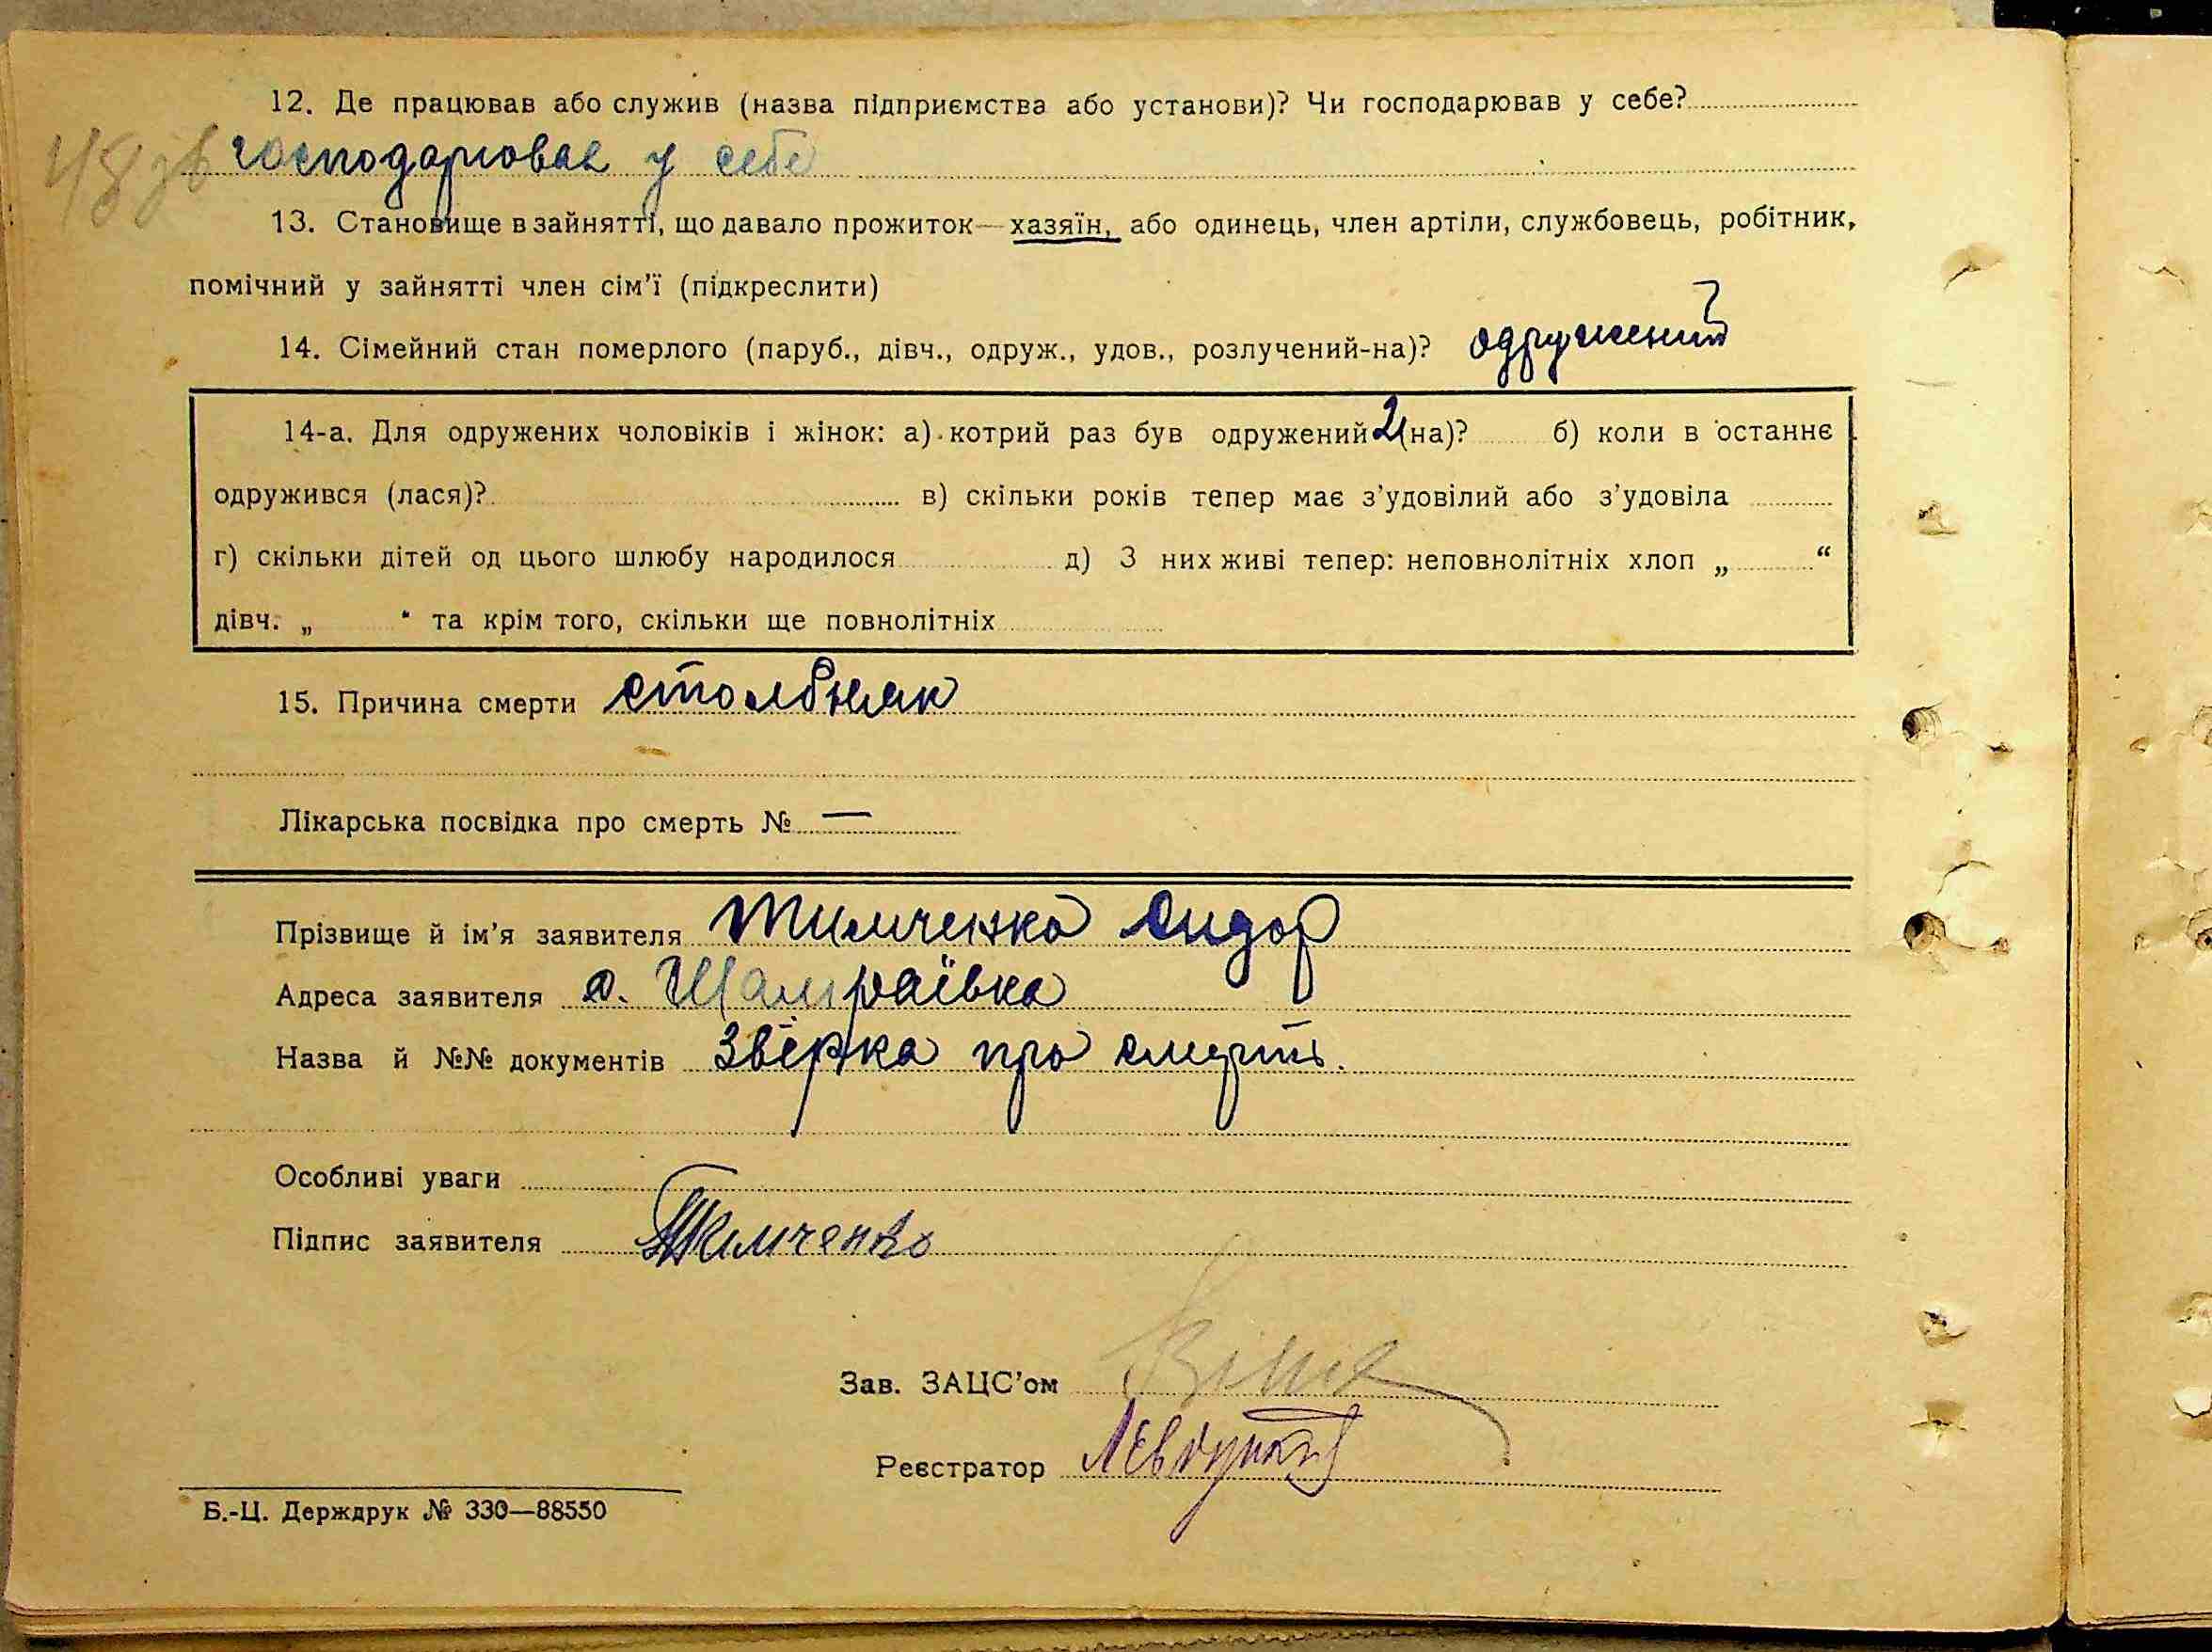 12. Де працював або служив (назва підприємства або установи)? Чи господарював у себе?
48 зв господарював у себе
13. Становище в зайнятті, що давало прожиток—хазяїн, або одинець, член артіли, службовець, робітник,
помічний у зайнятті член сім'ї (підкреслити)
14. Сімейний стан померлого (паруб., дівч., одруж., удов., розлучений-на)? одружений
14-а. Для одружених чоловіків і жінок: а) котрий раз був одружений 2 (на)? б) коли в останнє
одружився (лася)? в) скільки років тепер має з'удовілий або з'удовіла
г) скільки дітей од цього шлюбу народилося д) З них живі тепер: неповнолітніх хлоп „ “
дівч. „ “ та крім того, скільки ще повнолітніх
15. Причина смерти столбняк
Лікарська посвідка про смерть № —
Прізвище й ім'я заявителя Тимченко Сидор
Адреса заявителя с. Шамраївка
Назва й №№ документів Звірка про смерть.
Особливі уваги
Підпис заявителя Тимченко
Зав. ЗАЦС'ом
Реєстратор
Б.-Ц. Держдрук № 330—88550